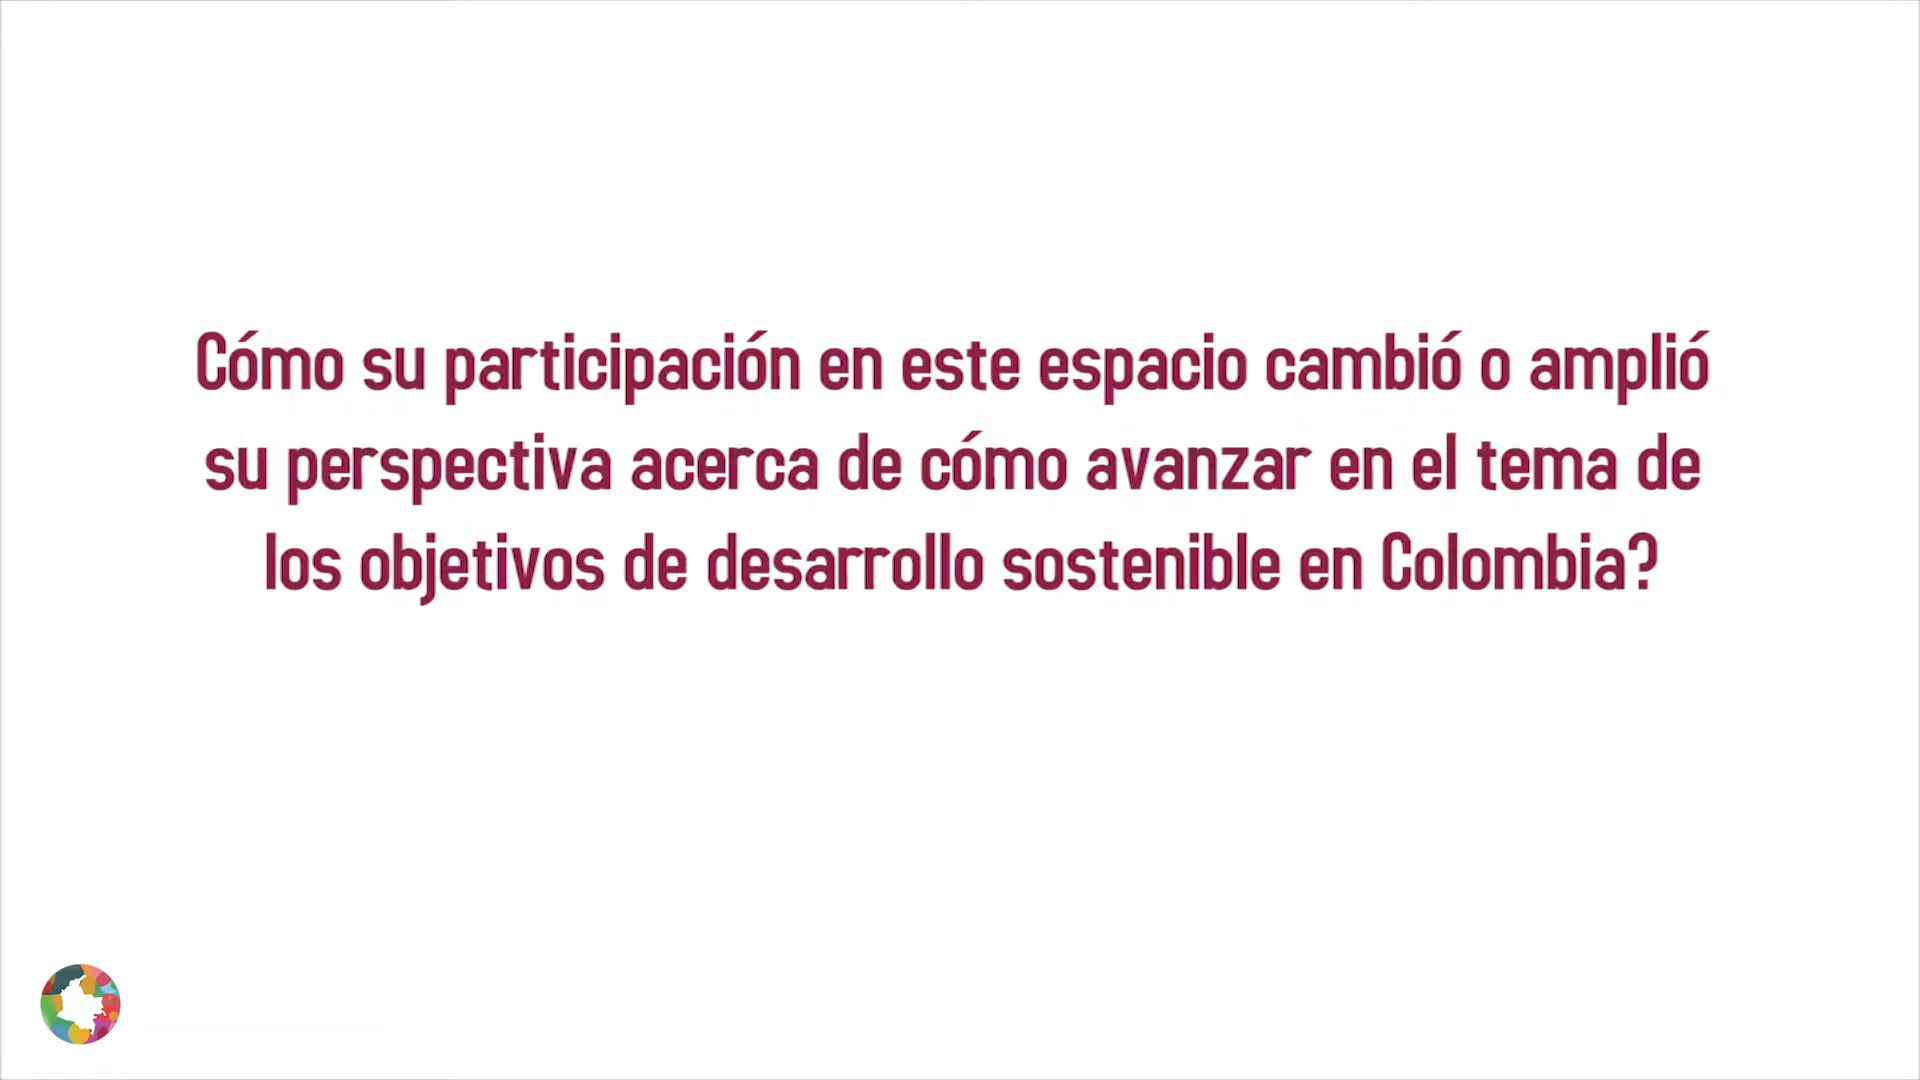 Cómo su participación en este espacio cambió o amplió
su perspectiva acerca de cómo avanzar en el tema de
los objetivos de desarrollo sostenible en Colombia?